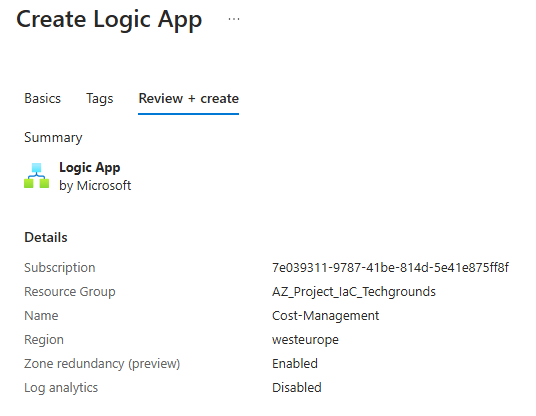 Create Logic App ...
Basics Tags Review + create
Summary
Logic App
by Microsoft
Details
Subscription 7e039311-9787-41be-814d-5e41e875ff8f
Resource Group AZ_Project_IaC_Techgrounds
Name Cost-Management
Region westeurope
Zone redundancy (preview) Enabled
Log analytics Disabled